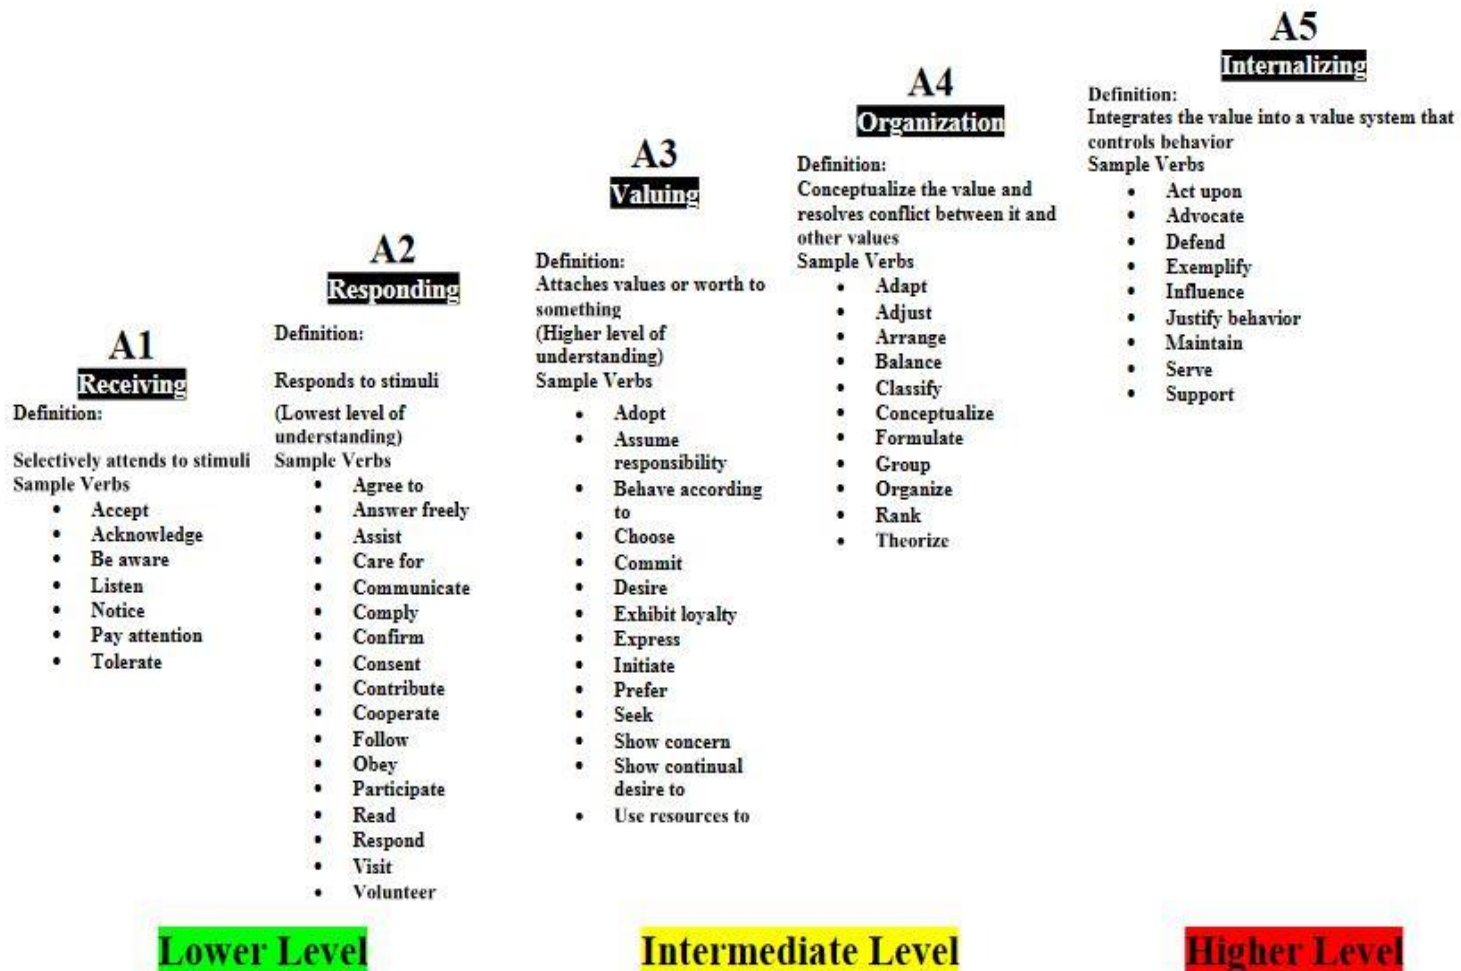 A1
Receiving
Definition:
Selectively attends to stimuli
Sample Verbs
• Accept
• Acknowledge
• Be aware
• Listen
• Notice
• Pay attention
• Tolerate
A2
Responding
Definition:
Responds to stimuli
(Lowest level of
understanding)
Sample Verbs
• Agree to
• Answer freely
• Assist
• Care for
• Communicate
• Comply
• Confirm
• Consent
• Contribute
• Cooperate
• Follow
• Obey
• Participate
• Read
• Respond
• Visit
• Volunteer
A3
Valuing
Definition:
Attaches values or worth to
something
(Higher level of
understanding)
Sample Verbs
• Adopt
• Assume
responsibility
• Behave according
to
• Choose
• Commit
• Desire
• Exhibit loyalty
• Express
• Initiate
• Prefer
• Seek
• Show concern
• Show continual
desire to
• Use resources to
A4
Organization
Definition:
Conceptualize the value and
resolves conflict between it and
other values
Sample Verbs
• Adapt
• Adjust
• Arrange
• Balance
• Classify
• Conceptualize
• Formulate
• Group
• Organize
• Rank
• Theorize
A5
Internalizing
Definition:
Integrates the value into a value system that
controls behavior
Sample Verbs
• Act upon
• Advocate
• Defend
• Exemplify
• Influence
• Justify behavior
• Maintain
• Serve
• Support
Lower Level
Intermediate Level
Higher Level